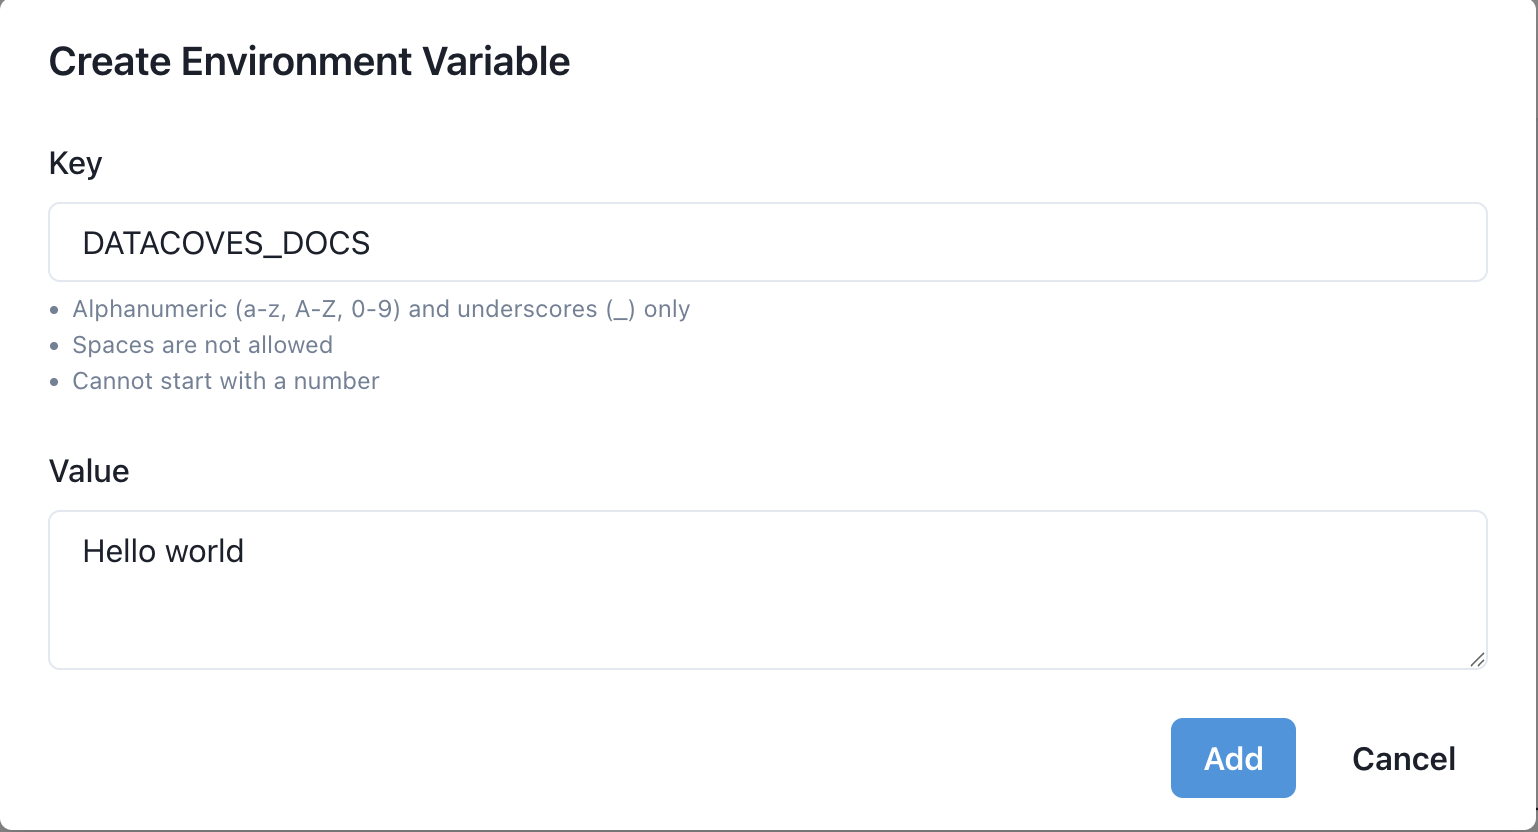 Create Environment Variable
Key
DATACOVES_DOCS
• Alphanumeric (a-z, A-Z, 0-9) and underscores (_) only
• Spaces are not allowed
• Cannot start with a number
Value
Hello world
Add Cancel